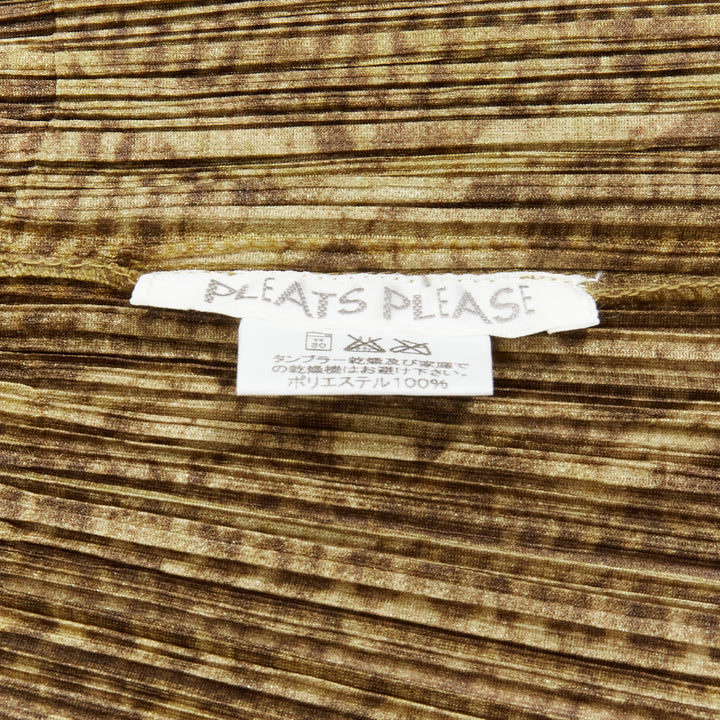 PLEATS PLEASE
タンブラー乾燥及び家庭で
の乾燥機はお避け下さい。
ポリエステル100%